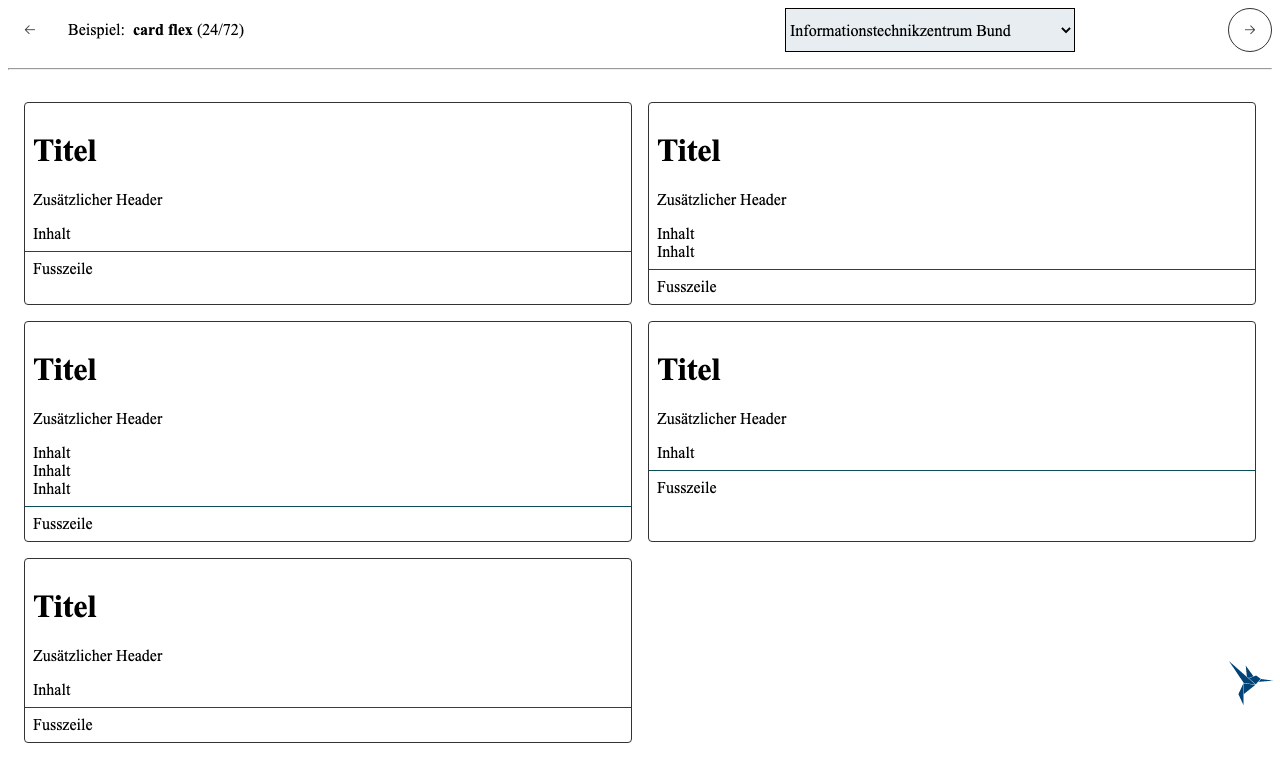 ← Beispiel: card flex (24/72) Informationstechnikzentrum Bund →
Titel
Zusätzlicher Header
Inhalt
Fusszeile
Titel
Zusätzlicher Header
Inhalt
Inhalt
Fusszeile
Titel
Zusätzlicher Header
Inhalt
Inhalt
Inhalt
Fusszeile
Titel
Zusätzlicher Header
Inhalt
Fusszeile
Titel
Zusätzlicher Header
Inhalt
Fusszeile